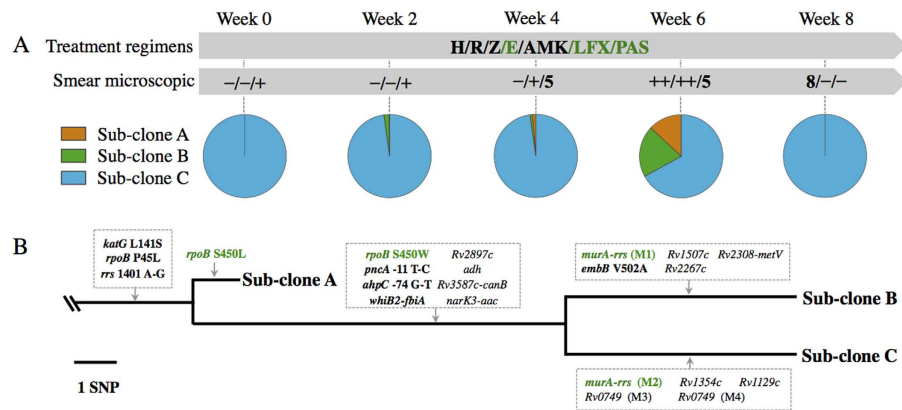 Week 0 Week 2 Week 4 Week 6 Week 8
A Treatment regimens H/R/Z/E/AMK/LFX/PAS
Smear microscopic −/−/+ −/−/+ −/+/5 ++/++/5 8/−/−
Sub-clone A
Sub-clone B
Sub-clone C
B
katG L141S
rpoB P45L
rrs 1401 A-G
rpoB S450L
Sub-clone A
rpoB S450W Rv2897c
pncA -11 T-C adh
ahpC -74 G-T Rv3587c-canB
whiB2-fbiA narK3-aac
murA-rrs (M1) Rv1507c Rv2308-metV
embB V502A Rv2267c
Sub-clone B
Sub-clone C
murA-rrs (M2) Rv1354c Rv1129c
Rv0749 (M3) Rv0749 (M4)
1 SNP